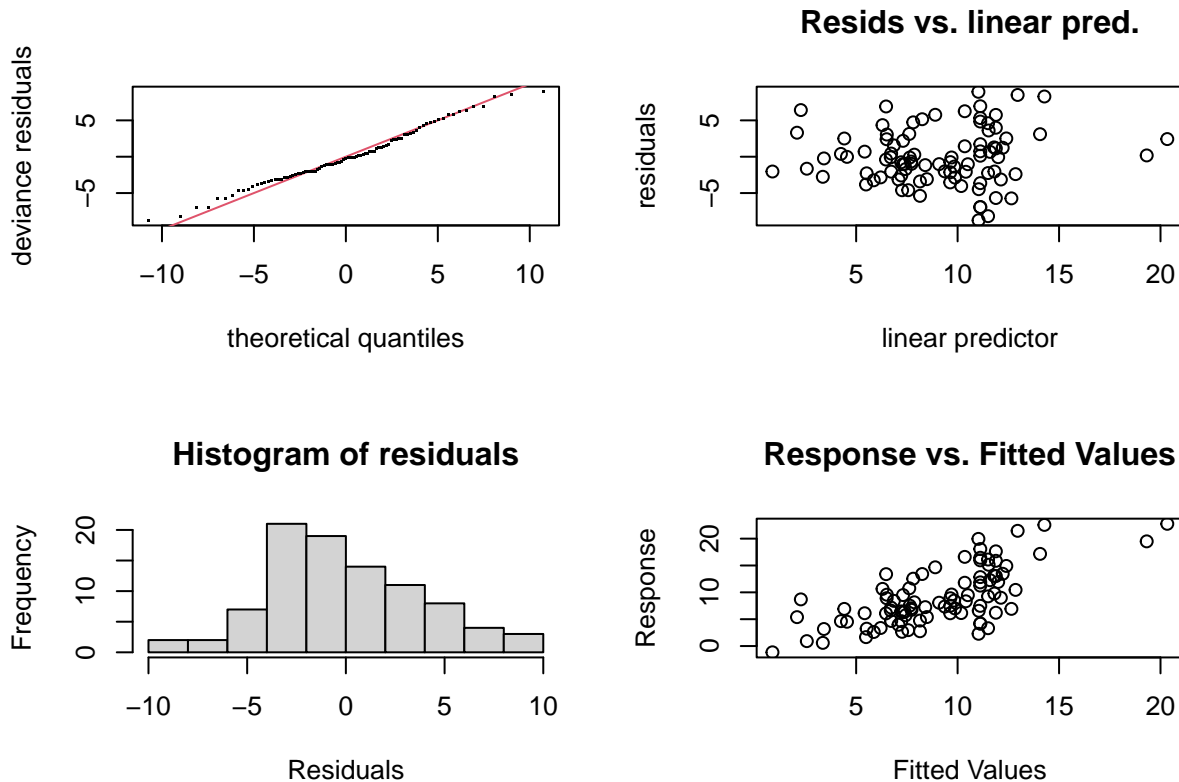 deviance residuals
5
−5
−10
−5
0
5
10
theoretical quantiles
Resids vs. linear pred.
residuals
5
−5
5
10
15
20
linear predictor
Histogram of residuals
Frequency
20
10
0
−10
−5
0
5
10
Residuals
Response vs. Fitted Values
Response
20
10
0
5
10
15
20
Fitted Values